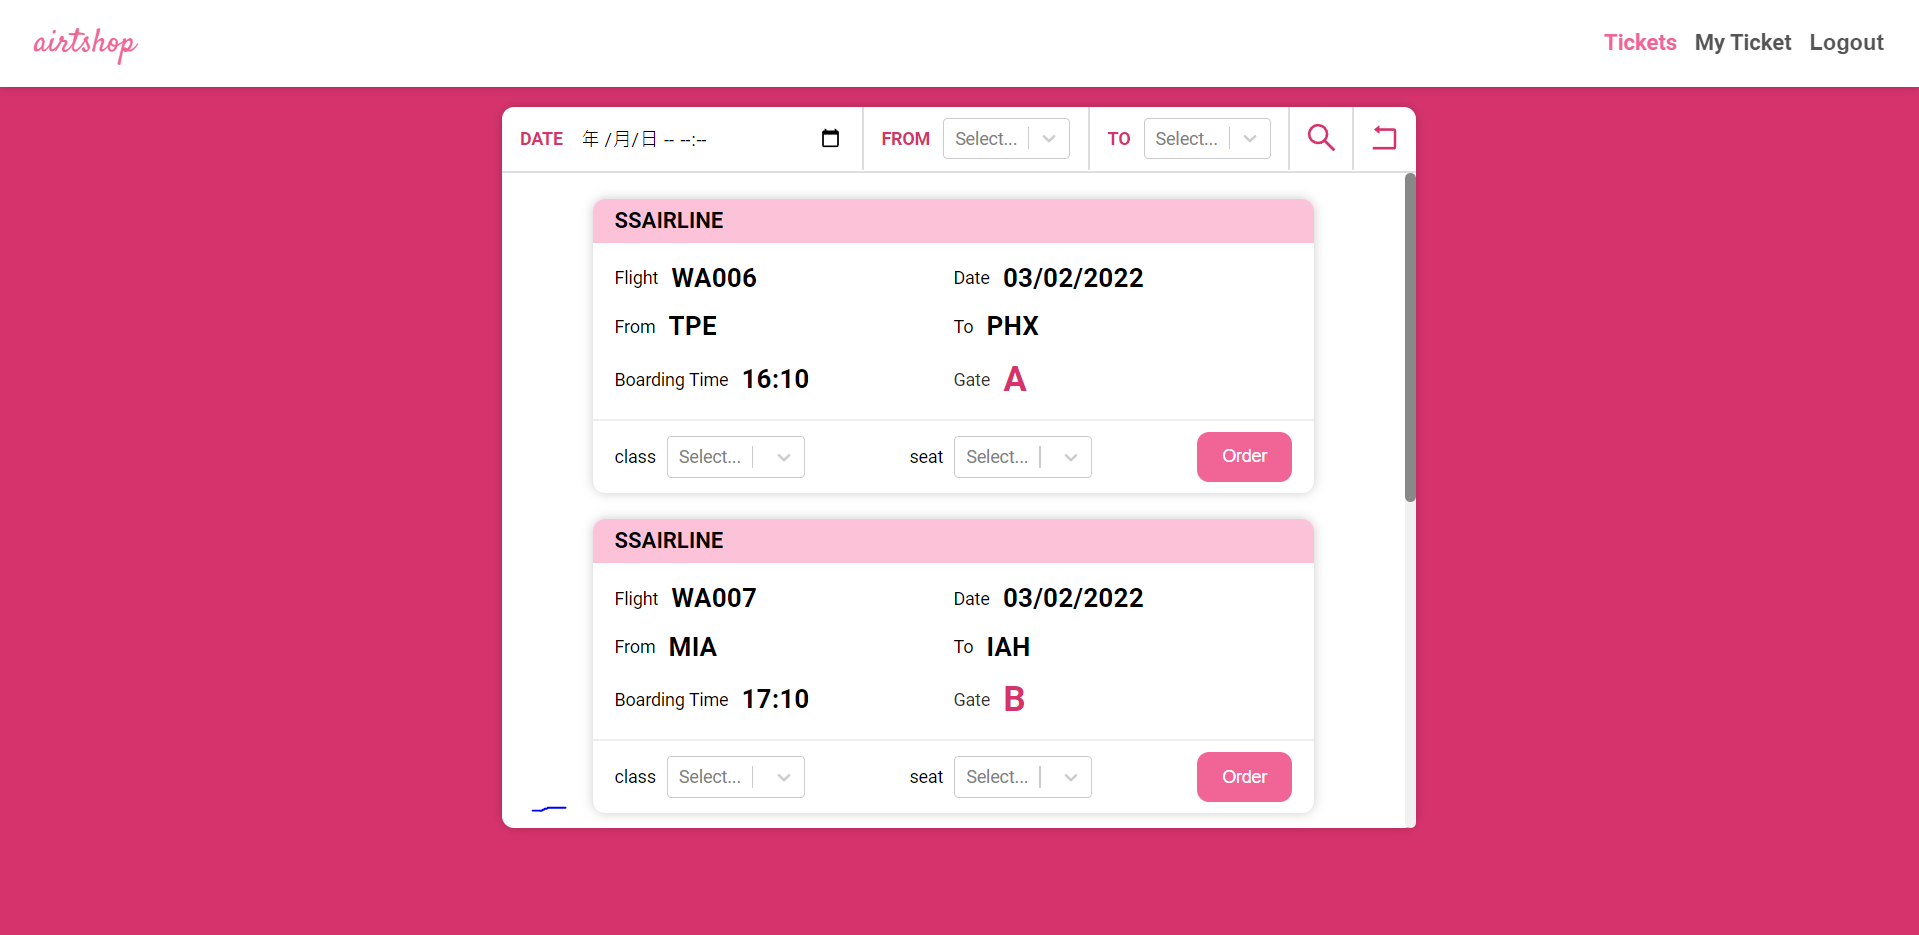 airtshop
Tickets My Ticket Logout
DATE 年 /月/日 -- --:-- FROM Select... TO Select...
SSAIRLINE
Flight WA006 Date 03/02/2022
From TPE To PHX
Boarding Time 16:10 Gate A
class Select... seat Select... Order
SSAIRLINE
Flight WA007 Date 03/02/2022
From MIA To IAH
Boarding Time 17:10 Gate B
class Select... seat Select... Order